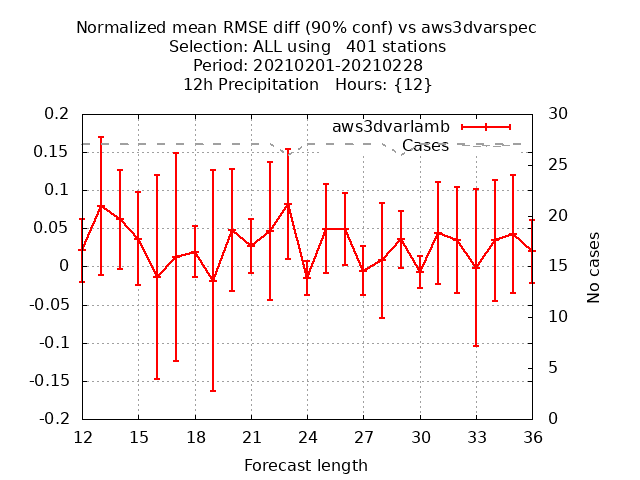 Normalized mean RMSE diff (90% conf) vs aws3dvarspec
Selection: ALL using   401 stations
Period: 20210201-20210228
12h Precipitation   Hours: {12}
aws3dvarlamb
Cases
0.2
0.15
0.1
0.05
0
-0.05
-0.1
-0.15
-0.2
30
25
20
15
10
5
0
No cases
12 15 18 21 24 27 30 33 36
Forecast length